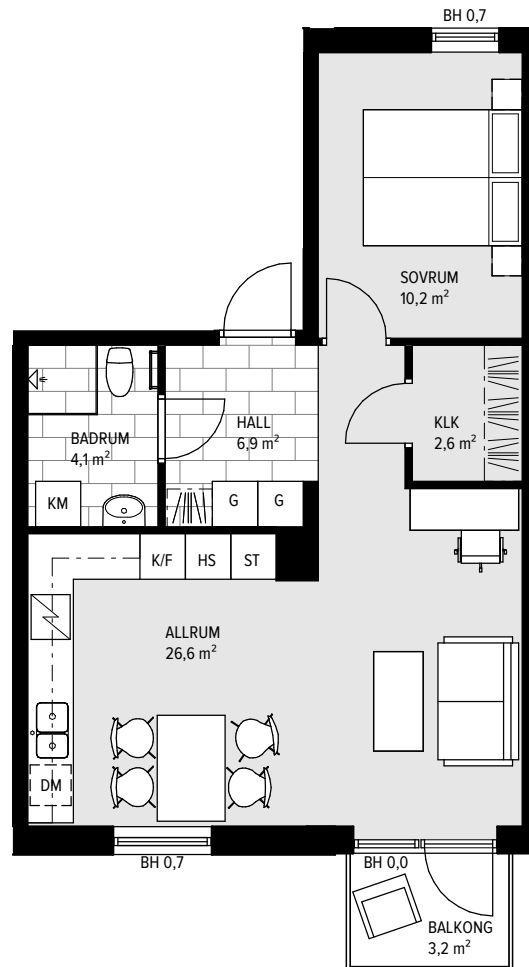 BH 0,7
SOVRUM
10,2 m²
HALL
6,9 m²
KLK
2,6 m²
BADRUM
4,1 m²
KM
G
G
K/F
HS
ST
ALLRUM
26,6 m²
DM
BH 0,7
BH 0,0
BALKONG
3,2 m²